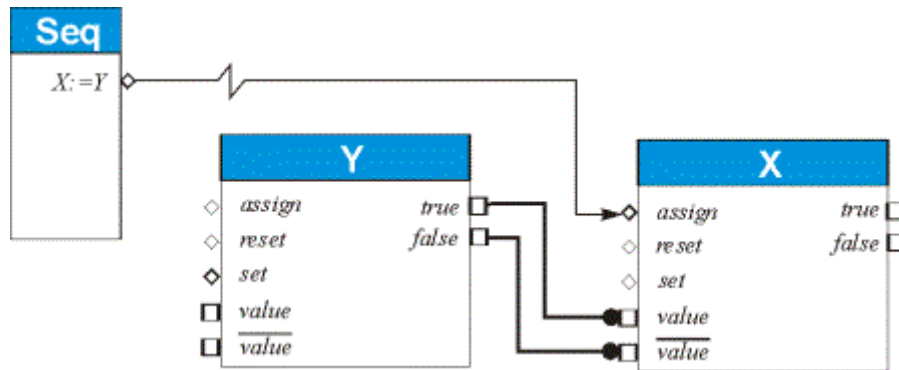 Seq
X:=Y
Y
assign true
reset false
set
value
value
X
assign true
reset false
set
value
value